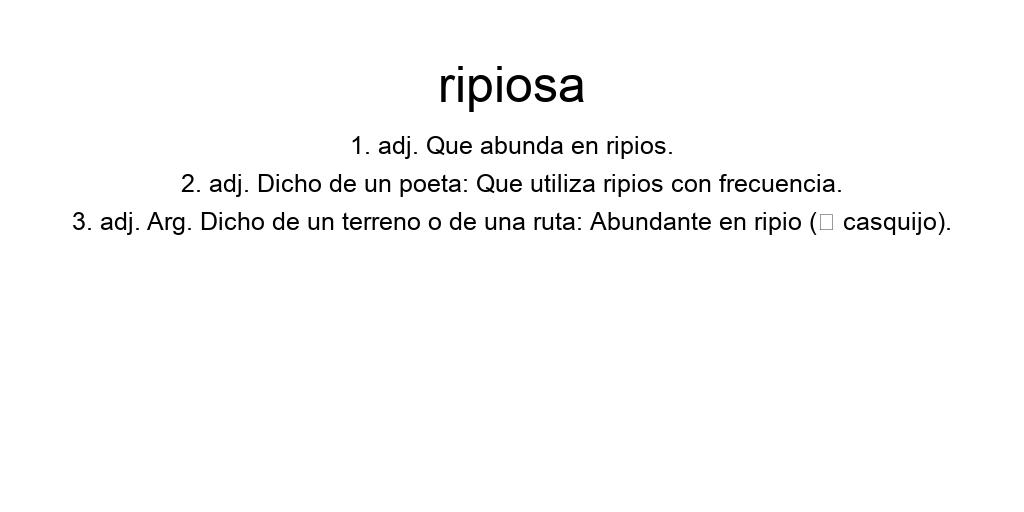 ripiosa
1. adj. Que abunda en ripios.
2. adj. Dicho de un poeta: Que utiliza ripios con frecuencia.
3. adj. Arg. Dicho de un terreno o de una ruta: Abundante en ripio (□ casquijo).